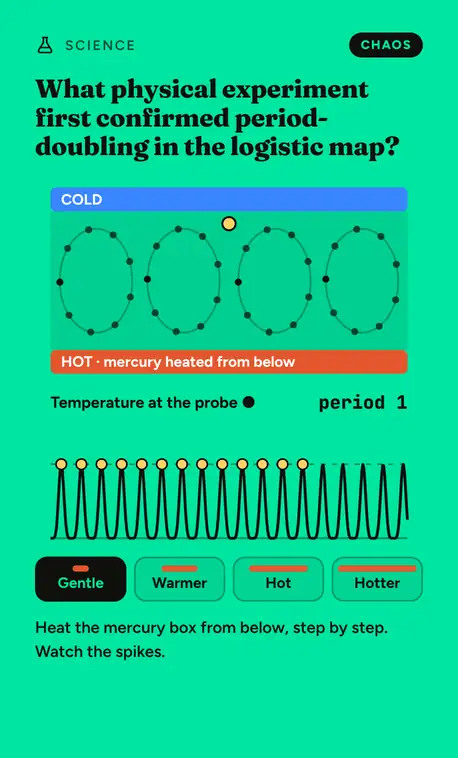 SCIENCE
CHAOS
What physical experiment
first confirmed period-
doubling in the logistic map?
COLD
HOT · mercury heated from below
Temperature at the probe
period 1
Gentle
Warmer
Hot
Hotter
Heat the mercury box from below, step by step.
Watch the spikes.